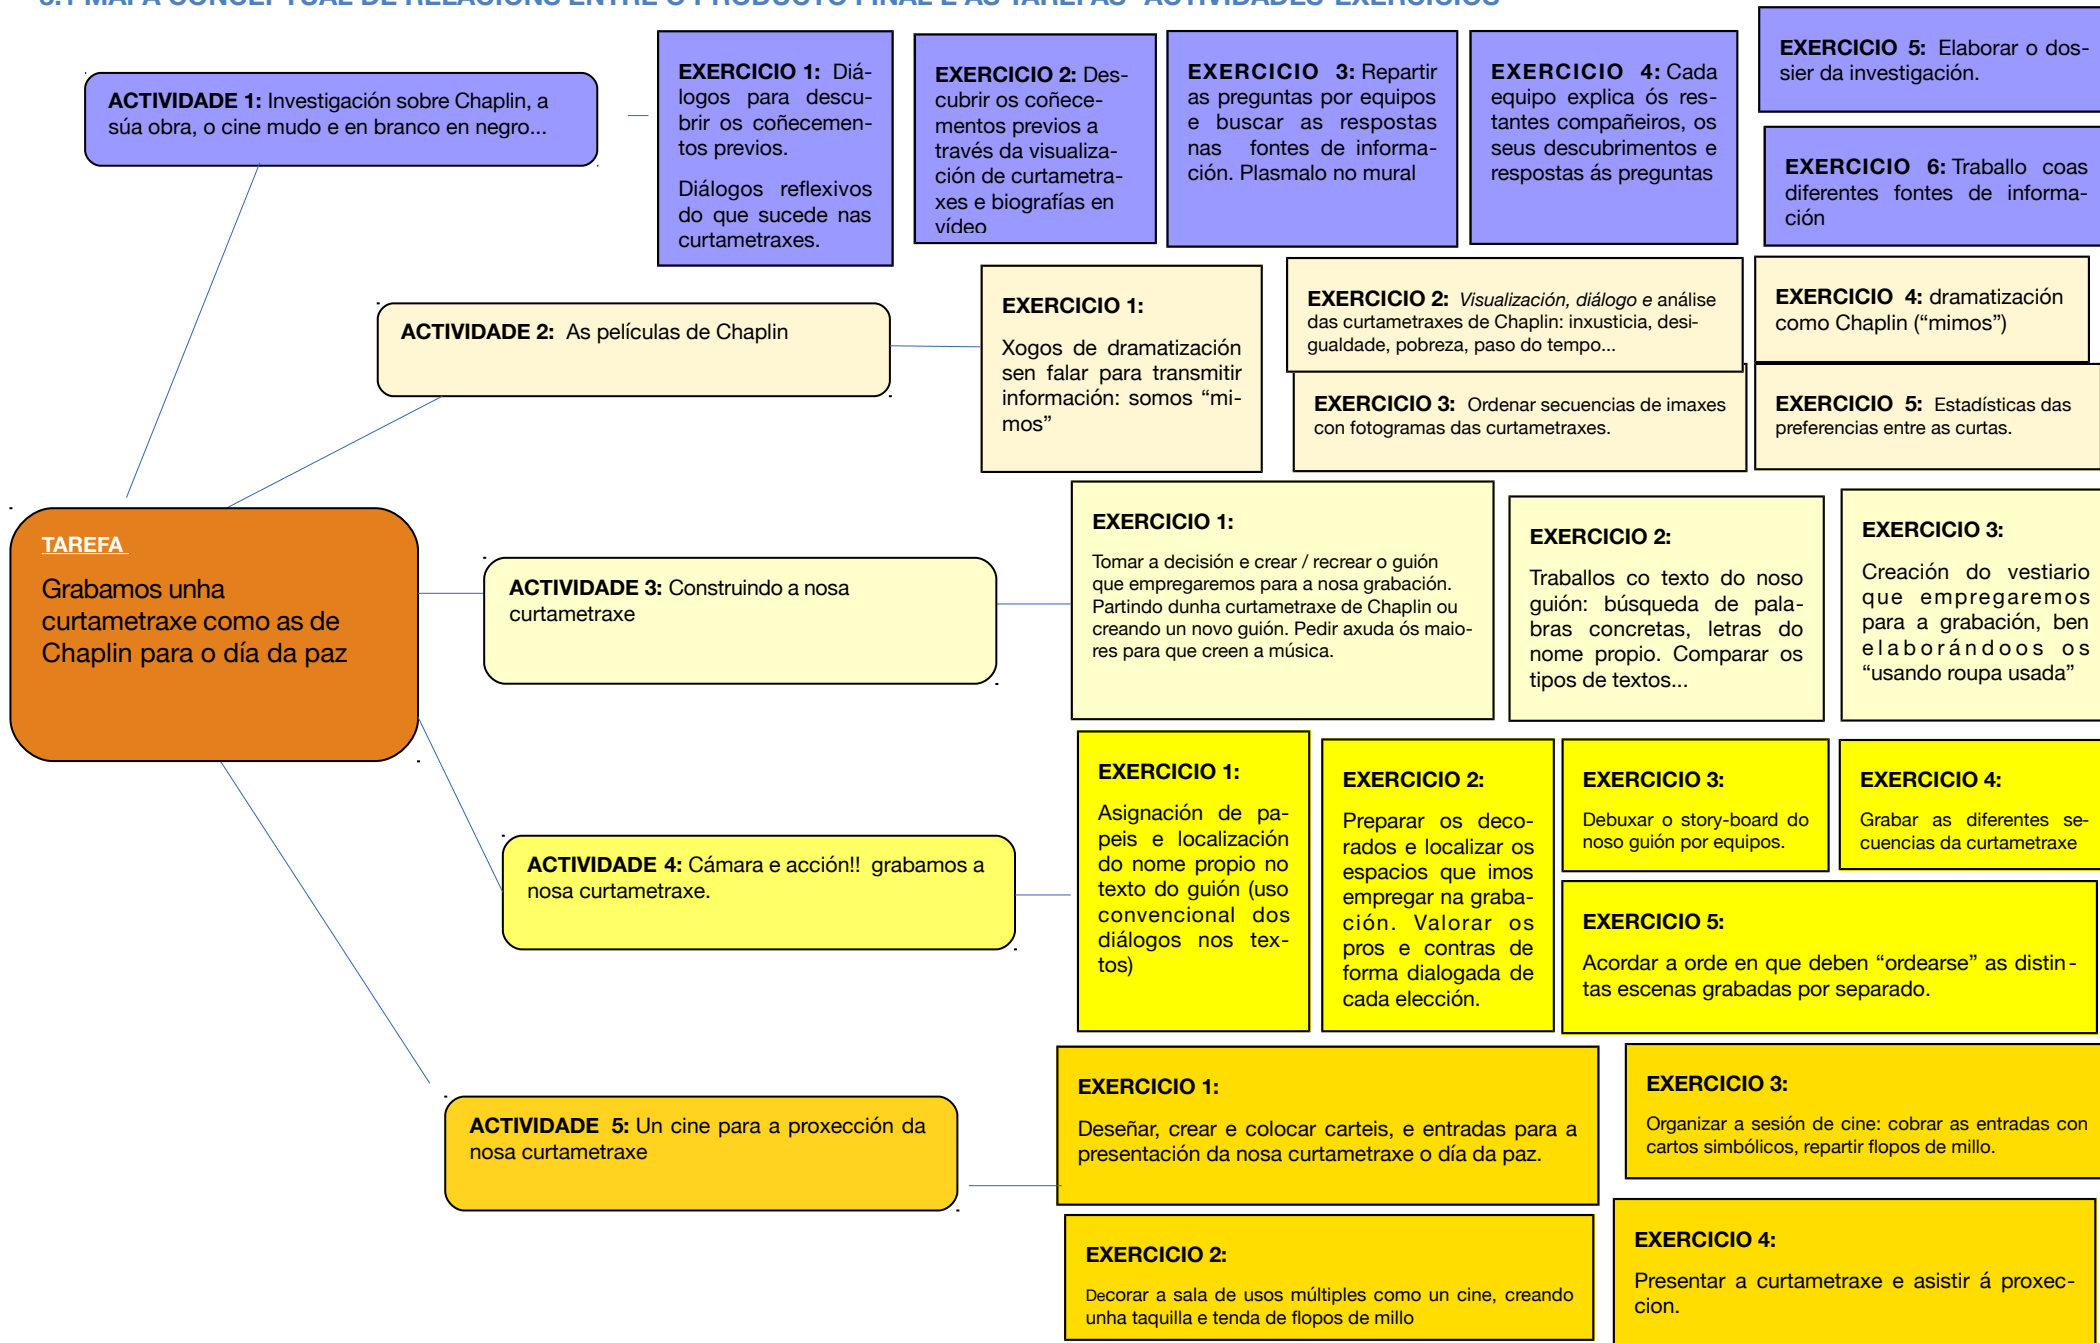 3.1 MAPA CONCEPTUAL DE RELACIÓNS ENTRE O PRODUCTO FINAL E AS TAREFAS- ACTIVIDADES-EXERCICIOS
ACTIVIDADE 1: Investigación sobre Chaplin, a
súa obra, o cine mudo e en branco en negro...
EXERCICIO 1: Diá-
logos para descu-
brir os coñecemen-
tos previos.
Diálogos reflexivos
do que sucede nas
curtametraxes.
EXERCICIO 2: Des-
cubrir os coñece-
mentos previos a
través da visualiza-
ción de curtametra-
xes e biografías en
vídeo
EXERCICIO 3: Repartir
as preguntas por equipos
e buscar as respostas
nas fontes de informa-
ción. Plasmalo no mural
EXERCICIO 4: Cada
equipo explica ós res-
tantes compañeiros, os
seus descubrimentos e
respostas ás preguntas
EXERCICIO 5: Elaborar o dos-
sier da investigación.
EXERCICIO 6: Traballo coas
diferentes fontes de informa-
ción
ACTIVIDADE 2: As películas de Chaplin
EXERCICIO 1:
Xogos de dramatización
sen falar para transmitir
información: somos “mi-
mos”
EXERCICIO 2: Visualización, diálogo e análise
das curtametraxes de Chaplin: inxusticia, desi-
gualdade, pobreza, paso do tempo...
EXERCICIO 3: Ordenar secuencias de imaxes
con fotogramas das curtametraxes.
EXERCICIO 4: dramatización
como Chaplin (“mimos”)
EXERCICIO 5: Estadísticas das
preferencias entre as curtas.
TAREFA
Grabamos unha
curtametraxe como as de
Chaplin para o día da paz
ACTIVIDADE 3: Construindo a nosa
curtametraxe
EXERCICIO 1:
Tomar a decisión e crear / recrear o guión
que empregaremos para a nosa grabación.
Partindo dunha curtametraxe de Chaplin ou
creando un novo guión. Pedir axuda ós maio-
res para que creen a música.
EXERCICIO 2:
Traballos co texto do noso
guión: búsqueda de pala-
bras concretas, letras do
nome propio. Comparar os
tipos de textos...
EXERCICIO 3:
Creación do vestiario
que empregaremos
para a grabación, ben
elaborándoos os
“usando roupa usada”
ACTIVIDADE 4: Cámara e acción!! grabamos a
nosa curtametraxe.
EXERCICIO 1:
Asignación de pa-
peis e localización
do nome propio no
texto do guión (uso
convencional dos
diálogos nos tex-
tos)
EXERCICIO 2:
Preparar os deco-
rados e localizar os
espacios que imos
empregar na graba-
ción. Valorar os
pros e contras de
forma dialogada de
cada elección.
EXERCICIO 3:
Debuxar o story-board do
noso guión por equipos.
EXERCICIO 4:
Grabar as diferentes se-
cuencias da curtametraxe
EXERCICIO 5:
Acordar a orde en que deben “ordearse” as distin-
tas escenas grabadas por separado.
ACTIVIDADE 5: Un cine para a proxección da
nosa curtametraxe
EXERCICIO 1:
Deseñar, crear e colocar carteis, e entradas para a
presentación da nosa curtametraxe o día da paz.
EXERCICIO 2:
Decorar a sala de usos múltiples como un cine, creando
unha taquilla e tenda de flopos de millo
EXERCICIO 3:
Organizar a sesión de cine: cobrar as entradas con
cartos simbólicos, repartir flopos de millo.
EXERCICIO 4:
Presentar a curtametraxe e asistir á proxec-
cion.